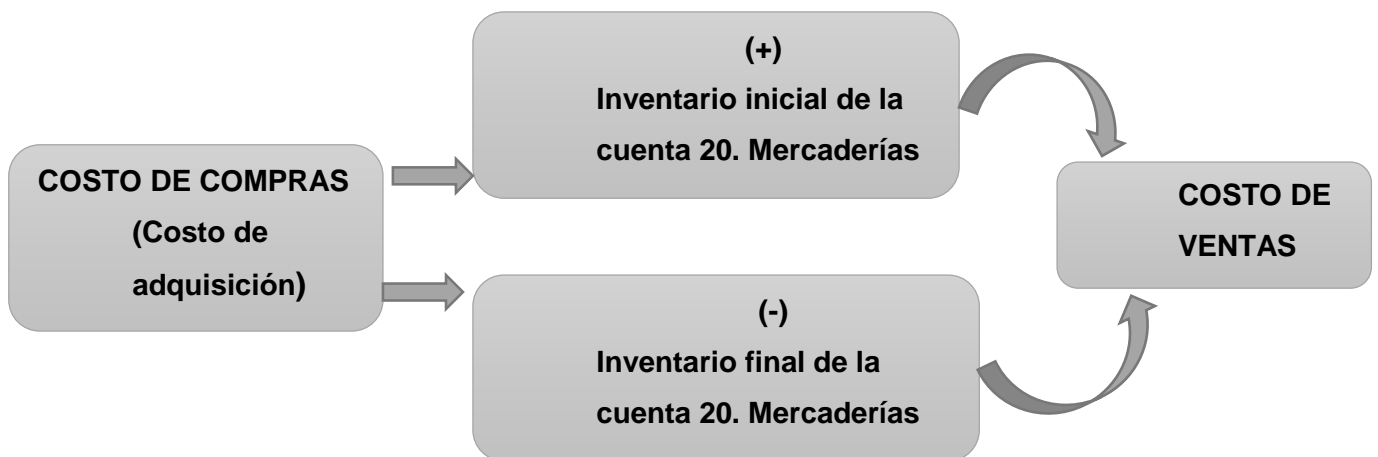 COSTO DE COMPRAS
(Costo de
adquisición)
(+)
Inventario inicial de la
cuenta 20. Mercaderías
(-)
Inventario final de la
cuenta 20. Mercaderías
COSTO DE
VENTAS